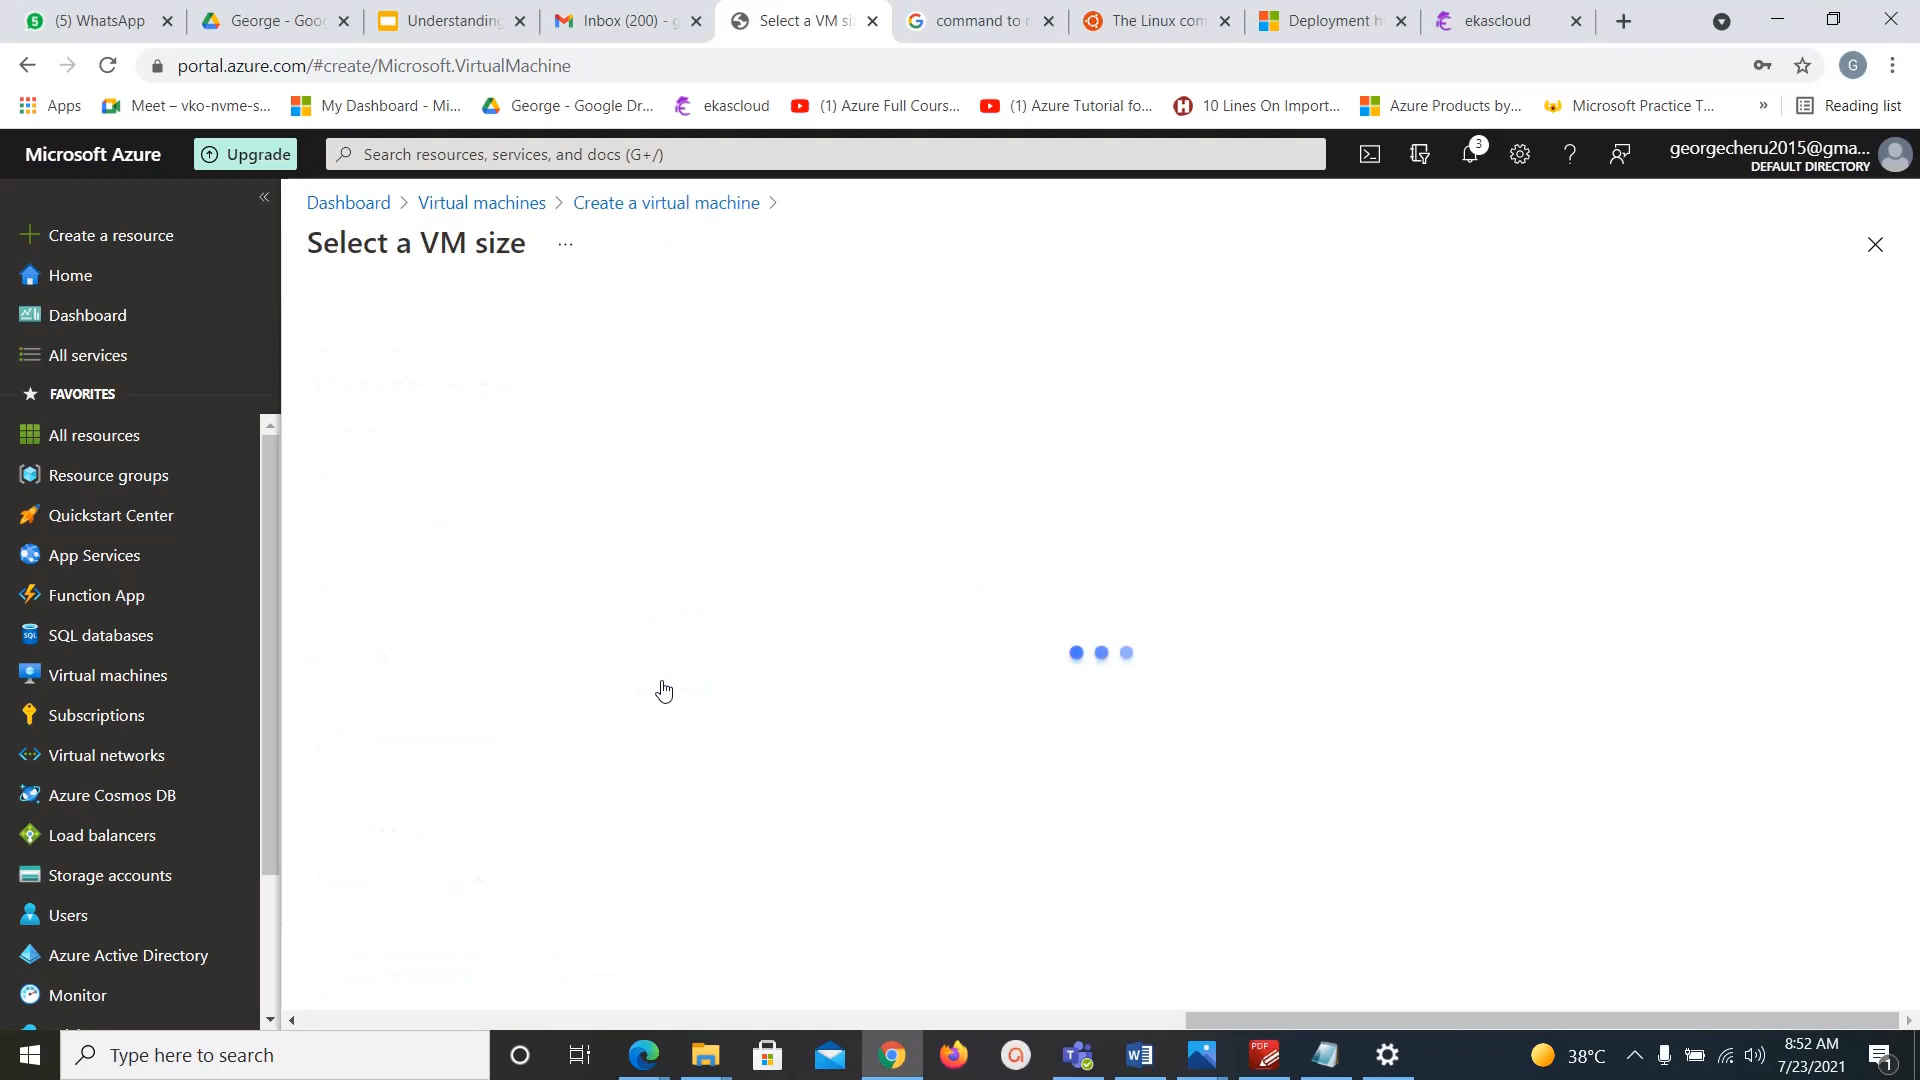 5 (5) WhatsApp
George - Goo
Understanding
Inbox (200) - g
Select a VM si
command to
The Linux com
Deployment h
ekascloud
portal.azure.com/#create/Microsoft.VirtualMachine
G
Apps
Meet – vko-nvme-s...
My Dashboard - Mi...
George - Google Dr...
ekascloud
(1) Azure Full Cours...
(1) Azure Tutorial fo...
10 Lines On Import...
Azure Products by...
Microsoft Practice T...
»
Reading list
Microsoft Azure
Upgrade
Search resources, services, and docs (G+/)
3
georgecheru2015@gma...
DEFAULT DIRECTORY
Dashboard > Virtual machines > Create a virtual machine >
Select a VM size ...
Create a resource
Home
Dashboard
All services
FAVORITES
All resources
Resource groups
Quickstart Center
App Services
Function App
SQL databases
Virtual machines
Subscriptions
Virtual networks
Azure Cosmos DB
Load balancers
Storage accounts
Users
Azure Active Directory
Monitor
Type here to search
PDF
38°C
8:52 AM
7/23/2021
1